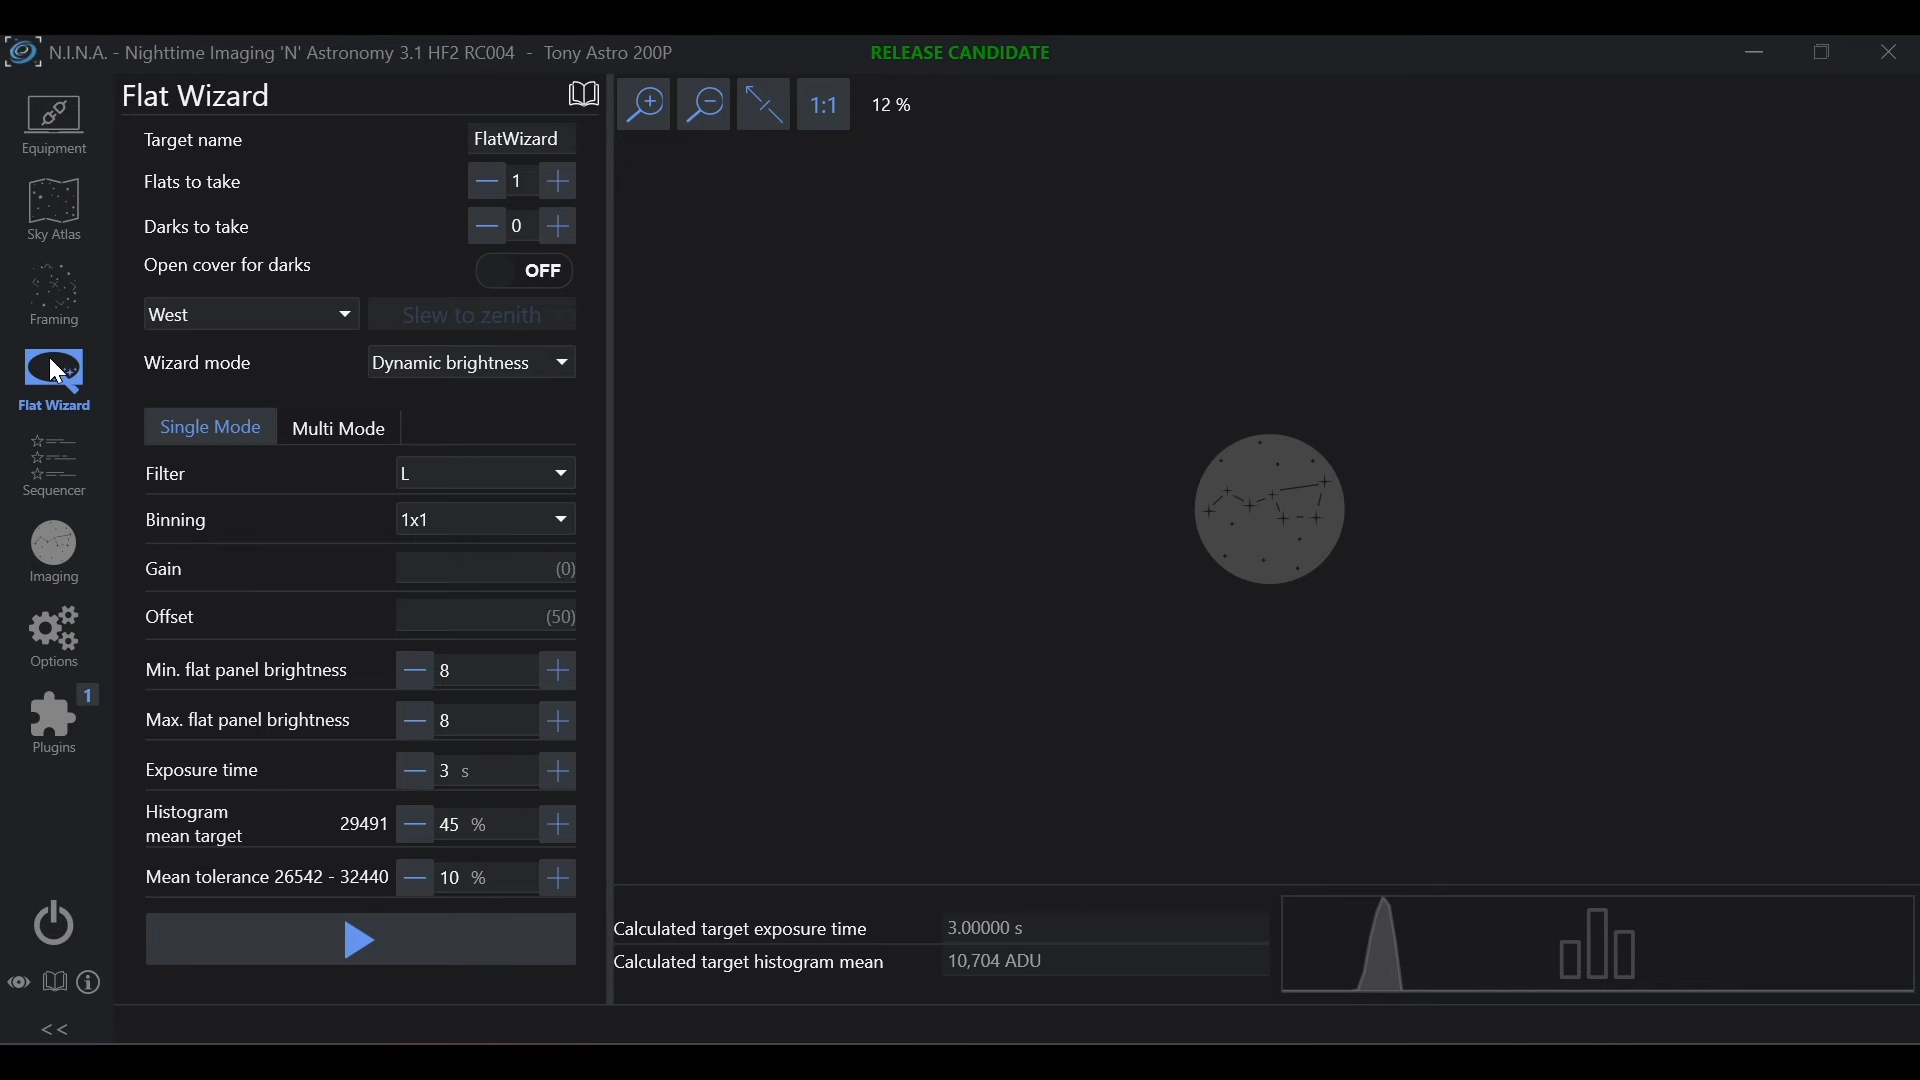 N.I.N.A. - Nighttime Imaging 'N' Astronomy 3.1 HF2 RC004 - Tony Astro 200P
RELEASE CANDIDATE
Equipment
Sky Atlas
Framing
Flat Wizard
Sequencer
Imaging
Options
1
Plugins
<<
Flat Wizard
Target name FlatWizard
Flats to take 1
Darks to take 0
Open cover for darks OFF
West Slew to zenith
Wizard mode Dynamic brightness
Single Mode Multi Mode
Filter L
Binning 1x1
Gain (0)
Offset (50)
Min. flat panel brightness 8
Max. flat panel brightness 8
Exposure time 3 s
Histogram
mean target 29491 45 %
Mean tolerance 26542 - 32440 10 %
1:1 12 %
Calculated target exposure time 3.00000 s
Calculated target histogram mean 10,704 ADU